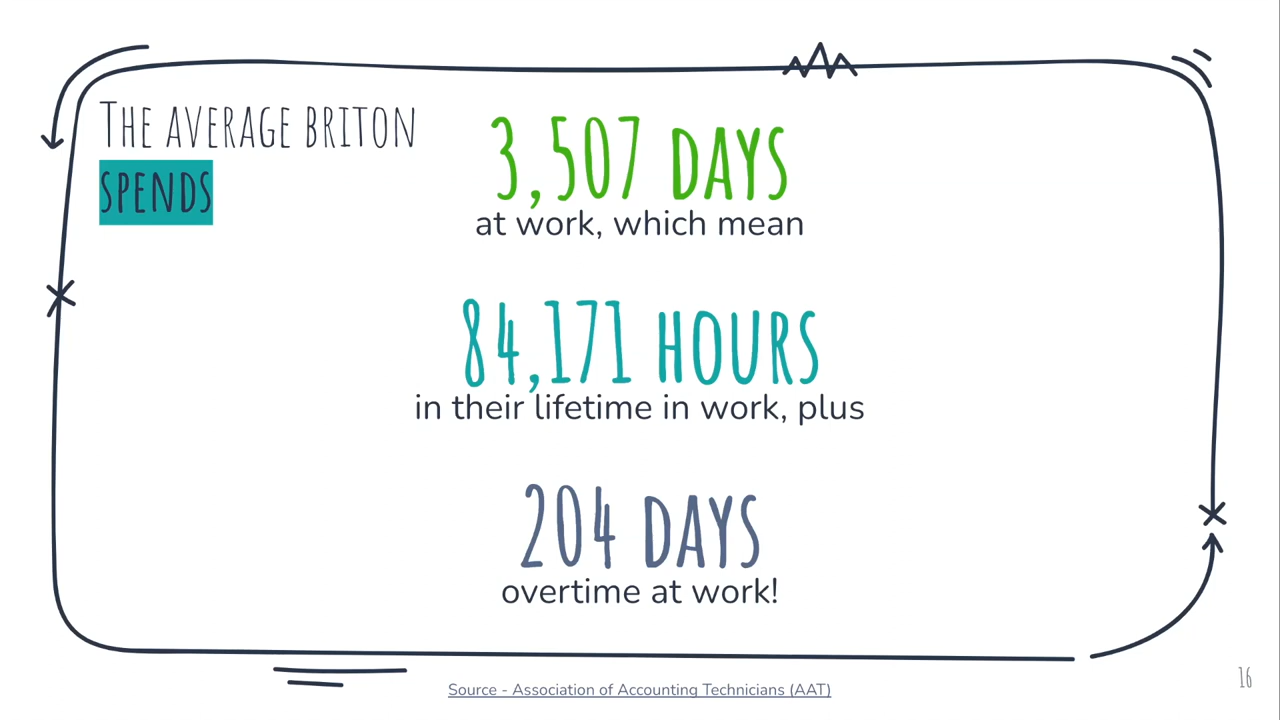 The average Briton
spends
3,507 days
at work, which mean
84,171 hours
in their lifetime in work, plus
204 days
overtime at work!
Source - Association of Accounting Technicians (AAT)
16